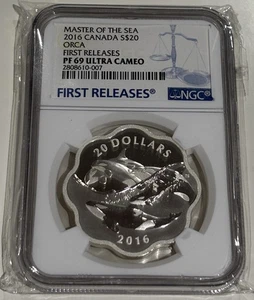 MASTER OF THE SEA
2016 CANADA S$20
ORCA
FIRST RELEASES
PF 69 ULTRA CAMEO
2808610-007
FIRST RELEASES®
NGC®
20 DOLLARS
2016